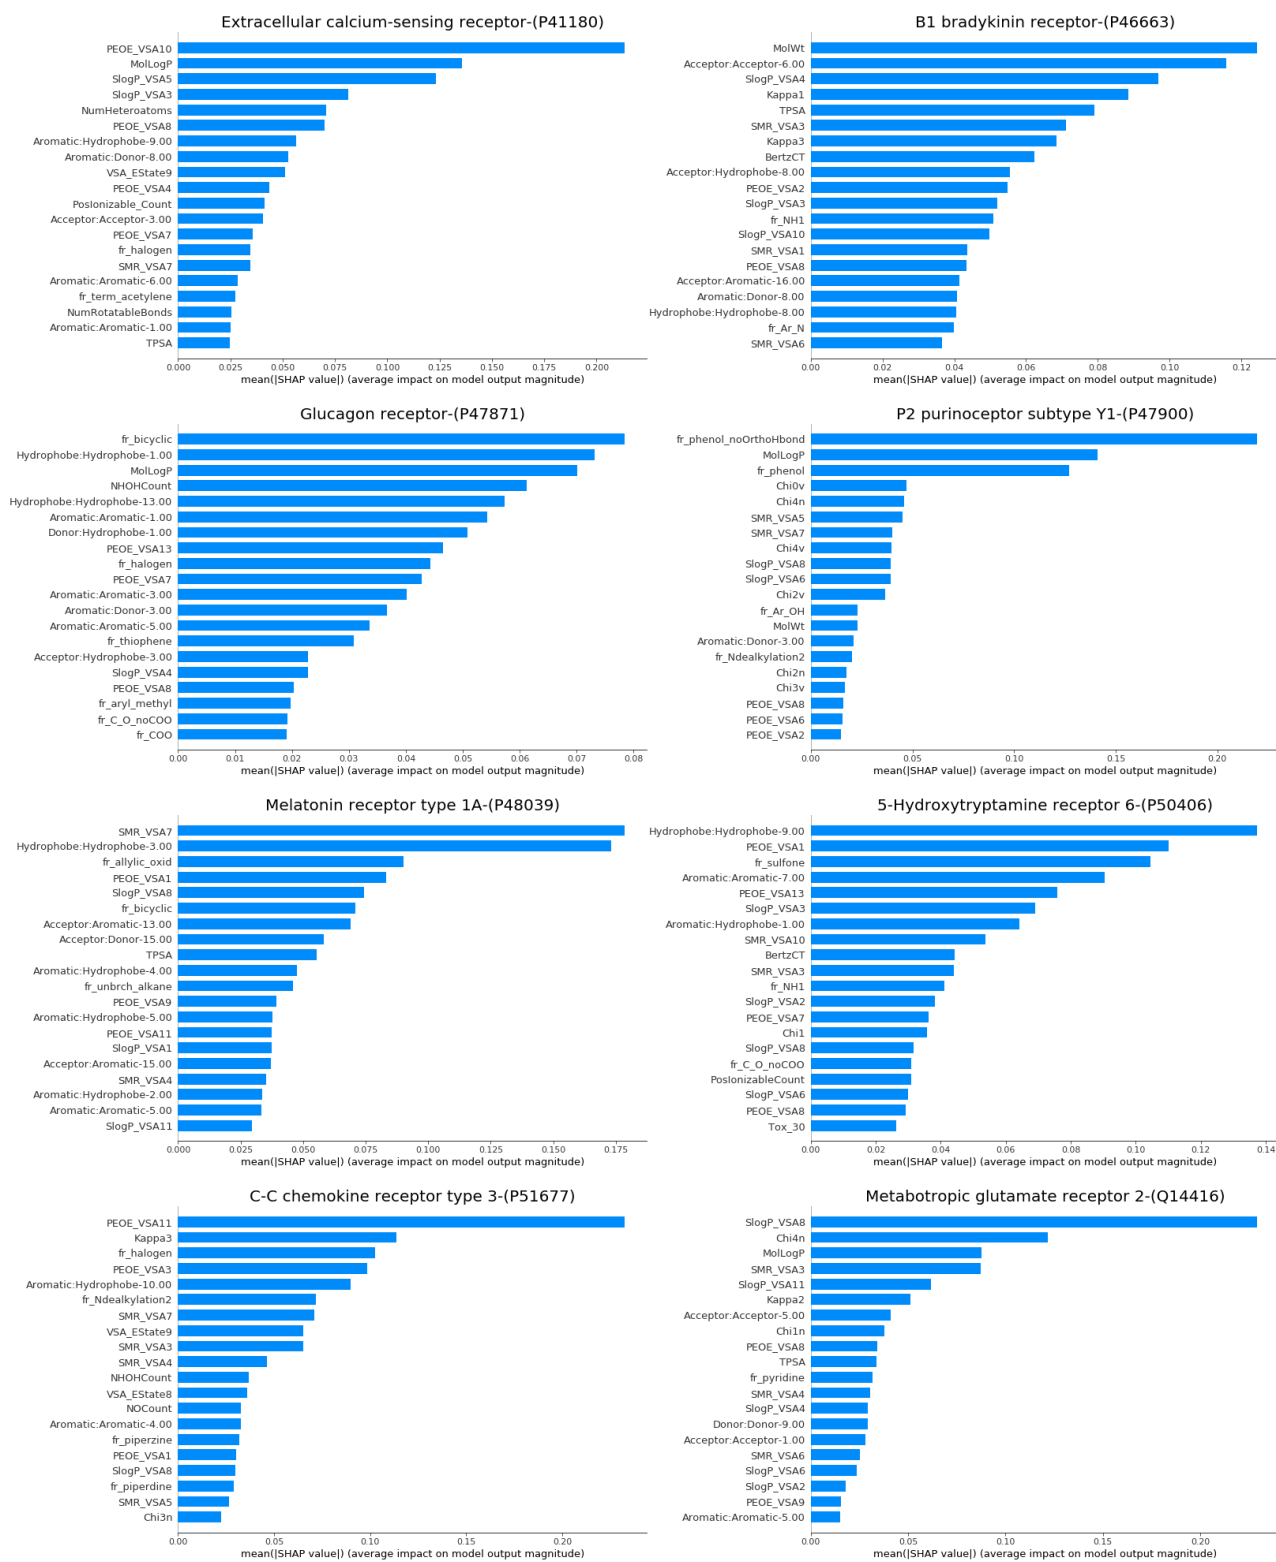 Extracellular calcium-sensing receptor-(P41180)
PEOE_VSA10
MolLogP
SlogP_VSA5
SlogP_VSA3
NumHeteroatoms
PEOE_VSA8
Aromatic:Hydrophobe-9.00
Aromatic:Donor-8.00
VSA_EState9
PEOE_VSA4
PosIonizable_Count
Acceptor:Acceptor-3.00
PEOE_VSA7
fr_halogen
SMR_VSA7
Aromatic:Aromatic-6.00
fr_term_acetylene
NumRotatableBonds
Aromatic:Aromatic-1.00
TPSA
0.000 0.025 0.050 0.075 0.100 0.125 0.150 0.175 0.200
mean(|SHAP value|) (average impact on model output magnitude)
B1 bradykinin receptor-(P46663)
MolWt
Acceptor:Acceptor-6.00
SlogP_VSA4
Kappa1
TPSA
SMR_VSA3
Kappa3
BertzCT
Acceptor:Hydrophobe-8.00
PEOE_VSA2
SlogP_VSA3
fr_NH1
SlogP_VSA10
SMR_VSA1
PEOE_VSA8
Acceptor:Aromatic-16.00
Aromatic:Donor-8.00
Hydrophobe:Hydrophobe-8.00
fr_Ar_N
SMR_VSA6
0.00 0.02 0.04 0.06 0.08 0.10 0.12
mean(|SHAP value|) (average impact on model output magnitude)
Glucagon receptor-(P47871)
fr_bicyclic
Hydrophobe:Hydrophobe-1.00
MolLogP
NHOHCount
Hydrophobe:Hydrophobe-13.00
Aromatic:Aromatic-1.00
Donor:Hydrophobe-1.00
PEOE_VSA13
fr_halogen
PEOE_VSA7
Aromatic:Aromatic-3.00
Aromatic:Donor-3.00
Aromatic:Aromatic-5.00
fr_thiophene
Acceptor:Hydrophobe-3.00
SlogP_VSA4
PEOE_VSA8
fr_aryl_methyl
fr_C_O_noCOO
fr_COO
0.00 0.01 0.02 0.03 0.04 0.05 0.06 0.07 0.08
mean(|SHAP value|) (average impact on model output magnitude)
P2 purinoceptor subtype Y1-(P47900)
fr_phenol_noOrthoHbond
MolLogP
fr_phenol
Chi0v
Chi4n
SMR_VSA5
SMR_VSA7
Chi4v
SlogP_VSA8
SlogP_VSA6
Chi2v
fr_Ar_OH
MolWt
Aromatic:Donor-3.00
fr_Ndealkylation2
Chi2n
Chi3v
PEOE_VSA8
PEOE_VSA6
PEOE_VSA2
0.00 0.05 0.10 0.15 0.20
mean(|SHAP value|) (average impact on model output magnitude)
Melatonin receptor type 1A-(P48039)
SMR_VSA7
Hydrophobe:Hydrophobe-3.00
fr_allylic_oxid
PEOE_VSA1
SlogP_VSA8
fr_bicyclic
Acceptor:Aromatic-13.00
Acceptor:Donor-15.00
TPSA
Aromatic:Hydrophobe-4.00
fr_unbrch_alkane
PEOE_VSA9
Aromatic:Hydrophobe-5.00
PEOE_VSA11
SlogP_VSA1
Acceptor:Aromatic-15.00
SMR_VSA4
Aromatic:Hydrophobe-2.00
Aromatic:Aromatic-5.00
SlogP_VSA11
0.000 0.025 0.050 0.075 0.100 0.125 0.150 0.175
mean(|SHAP value|) (average impact on model output magnitude)
5-Hydroxytryptamine receptor 6-(P50406)
Hydrophobe:Hydrophobe-9.00
PEOE_VSA1
fr_sulfone
Aromatic:Aromatic-7.00
PEOE_VSA13
SlogP_VSA3
Aromatic:Hydrophobe-1.00
SMR_VSA10
BertzCT
SMR_VSA3
fr_NH1
SlogP_VSA2
PEOE_VSA7
Chi1
SlogP_VSA8
fr_C_O_noCOO
PosIonizableCount
SlogP_VSA6
PEOE_VSA8
Tox_30
0.00 0.02 0.04 0.06 0.08 0.10 0.12 0.14
mean(|SHAP value|) (average impact on model output magnitude)
C-C chemokine receptor type 3-(P51677)
PEOE_VSA11
Kappa3
fr_halogen
PEOE_VSA3
Aromatic:Hydrophobe-10.00
fr_Ndealkylation2
SMR_VSA7
VSA_EState9
SMR_VSA3
SMR_VSA4
NHOHCount
VSA_EState8
NOCount
Aromatic:Aromatic-4.00
fr_piperzine
PEOE_VSA1
SlogP_VSA8
fr_piperdine
SMR_VSA5
Chi3n
0.00 0.05 0.10 0.15 0.20
mean(|SHAP value|) (average impact on model output magnitude)
Metabotropic glutamate receptor 2-(Q14416)
SlogP_VSA8
Chi4n
MolLogP
SMR_VSA3
SlogP_VSA11
Kappa2
Acceptor:Acceptor-5.00
Chi1n
PEOE_VSA8
TPSA
fr_pyridine
SMR_VSA4
SlogP_VSA4
Donor:Donor-9.00
Acceptor:Acceptor-1.00
SMR_VSA6
SlogP_VSA6
SlogP_VSA2
PEOE_VSA9
Aromatic:Aromatic-5.00
0.00 0.05 0.10 0.15 0.20
mean(|SHAP value|) (average impact on model output magnitude)